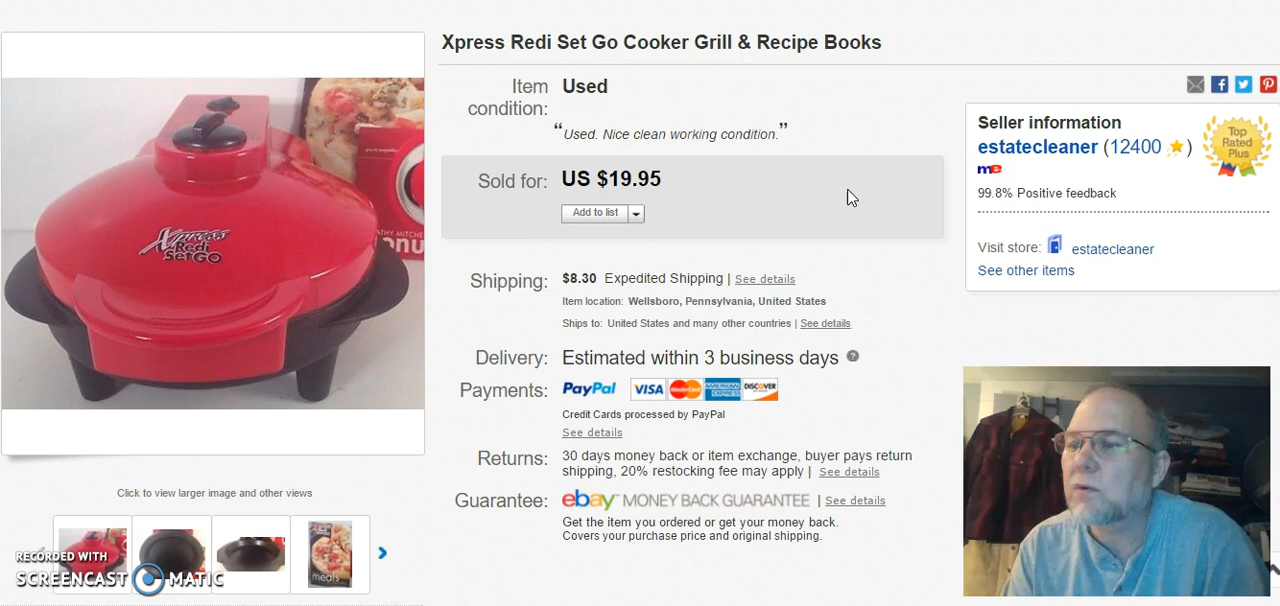 Xpress Redi Set Go Cooker Grill & Recipe Books
Item condition:
Used
“Used. Nice clean working condition.”
Sold for: US $19.95
Add to list
Shipping: $8.30 Expedited Shipping | See details
Item location: Wellsboro, Pennsylvania, United States
Ships to: United States and many other countries | See details
Delivery: Estimated within 3 business days
Payments: PayPal VISA MasterCard AMERICAN EXPRESS DISCOVER
Credit Cards processed by PayPal
See details
Returns: 30 days money back or item exchange, buyer pays return
shipping, 20% restocking fee may apply | See details
Guarantee: ebay MONEY BACK GUARANTEE | See details
Get the item you ordered or get your money back.
Covers your purchase price and original shipping.
Seller information
estatecleaner (12400)
me
99.8% Positive feedback
Top
Rated
Plus
Visit store: estatecleaner
See other items
Xpress
Redi
Set GO
Click to view larger image and other views
meals
RECORDED WITH
SCREENCAST MATIC